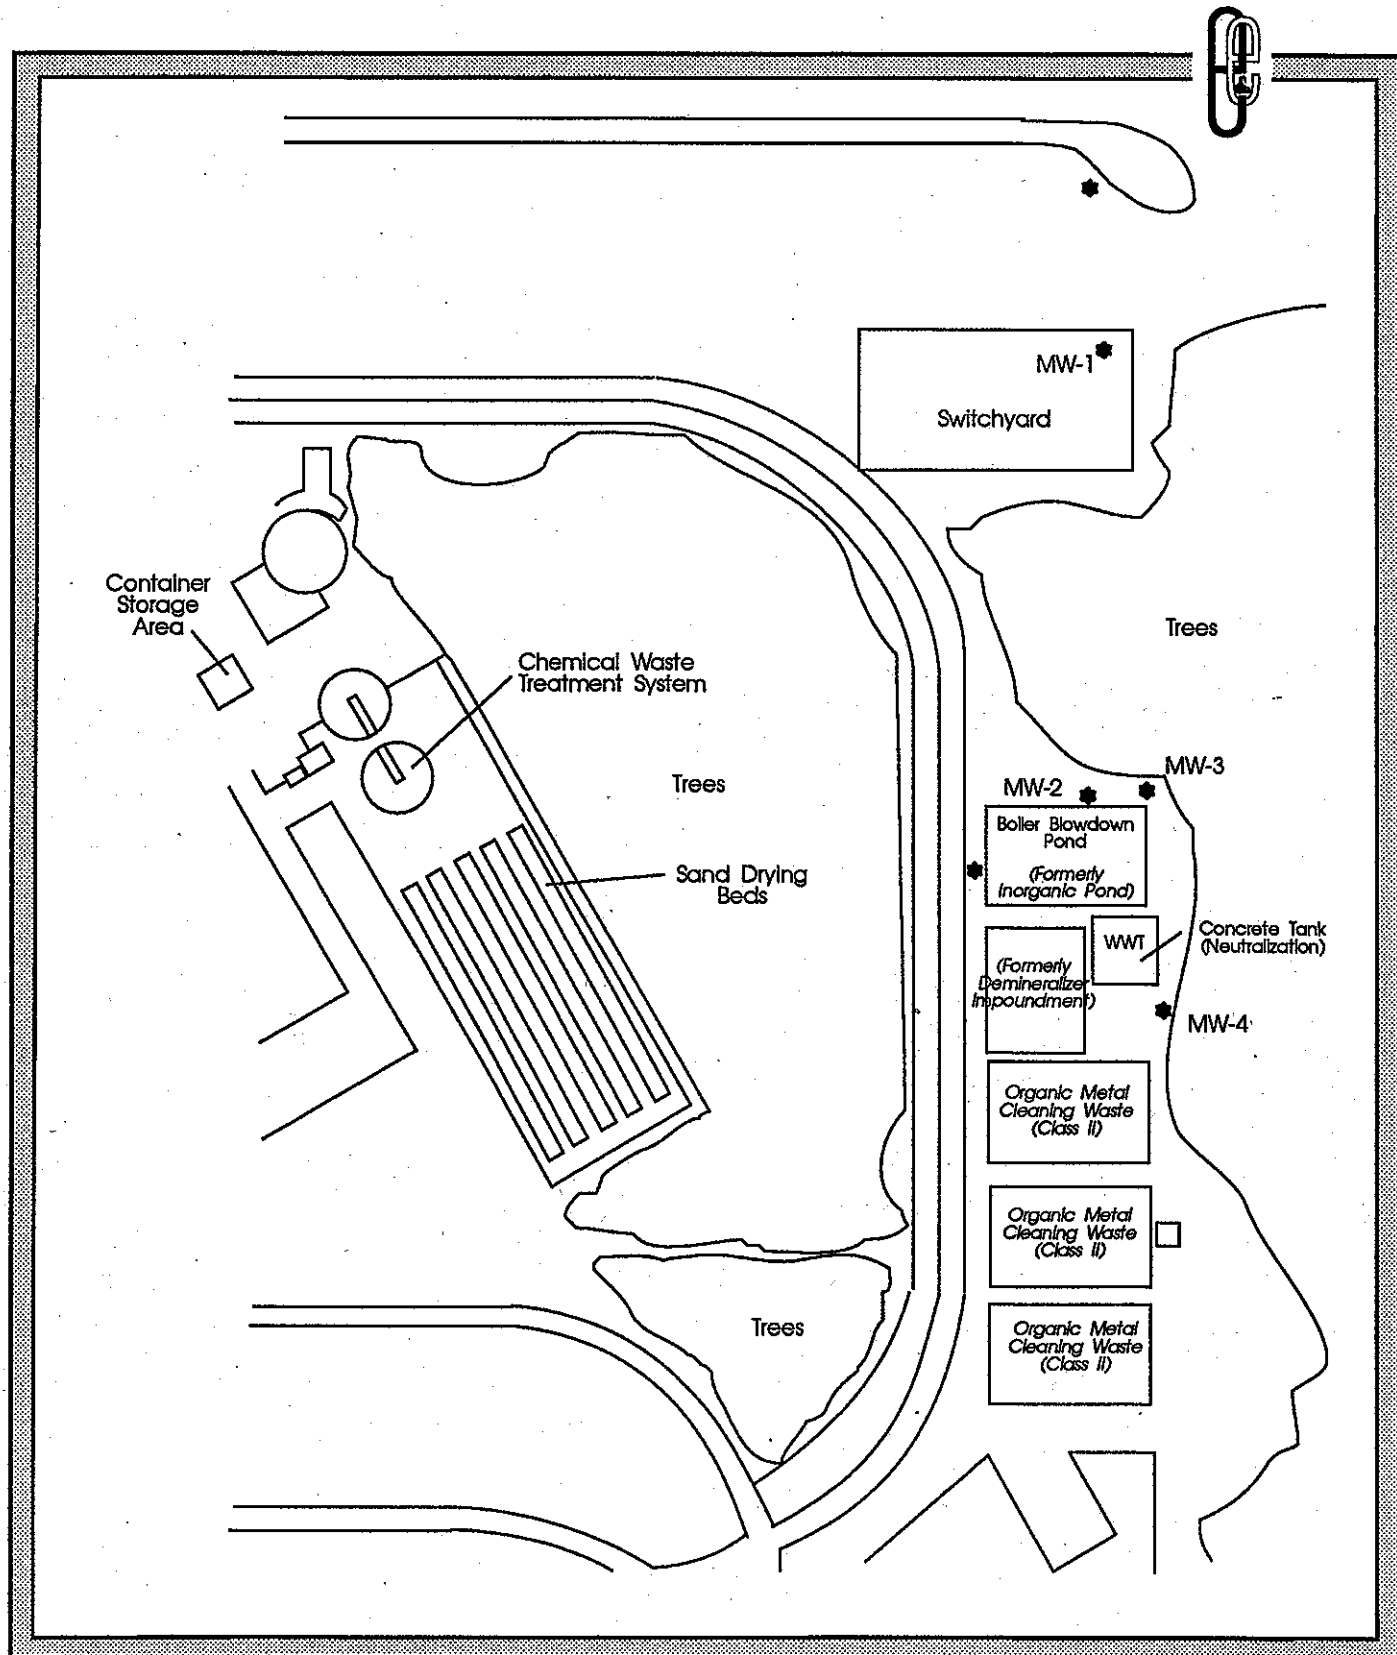 MW-1
Switchyard
Container
Storage
Area
Trees
Chemical Waste
Treatment System
MW-3
Trees
MW-2
Boiler Blowdown
Pond
(Formerly
Inorganic Pond)
Sand Drying
Beds
Concrete Tank
(Neutralization)
WWT
(Formerly
Demineralizer
Impoundment)
MW-4
Organic Metal
Cleaning Waste
(Class II)
Organic Metal
Cleaning Waste
(Class II)
Trees
Organic Metal
Cleaning Waste
(Class II)